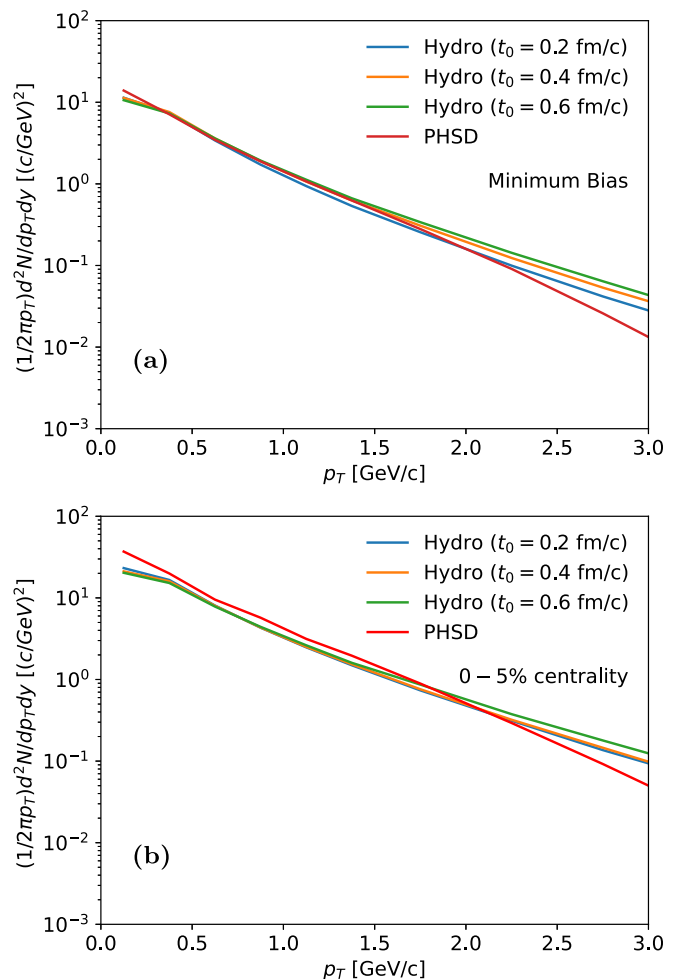 10²
Hydro (t₀ = 0.2 fm/c)
Hydro (t₀ = 0.4 fm/c)
Hydro (t₀ = 0.6 fm/c)
PHSD
10¹
Minimum Bias
10⁰
10⁻¹
10⁻²
(a)
10⁻³
(1/2πp_T)d²N/dp_Tdy [(c/GeV)²]
0.0 0.5 1.0 1.5 2.0 2.5 3.0
p_T [GeV/c]
10²
Hydro (t₀ = 0.2 fm/c)
Hydro (t₀ = 0.4 fm/c)
Hydro (t₀ = 0.6 fm/c)
PHSD
10¹
0 − 5% centrality
10⁰
10⁻¹
10⁻²
(b)
10⁻³
(1/2πp_T)d²N/dp_Tdy [(c/GeV)²]
0.0 0.5 1.0 1.5 2.0 2.5 3.0
p_T [GeV/c]